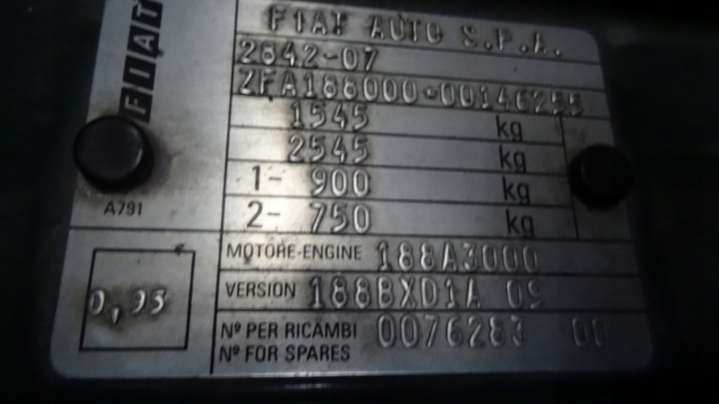 FIAT
FIAT AUTO S.P.A.
2642-07
ZFA188000-00146255
1545 kg
2545 kg
1- 900 kg
2- 750 kg
A791
MOTORE-ENGINE 188A3000
VERSION 188BXD1A 09
0,95
Nº PER RICAMBI 0076283 00
Nº FOR SPARES